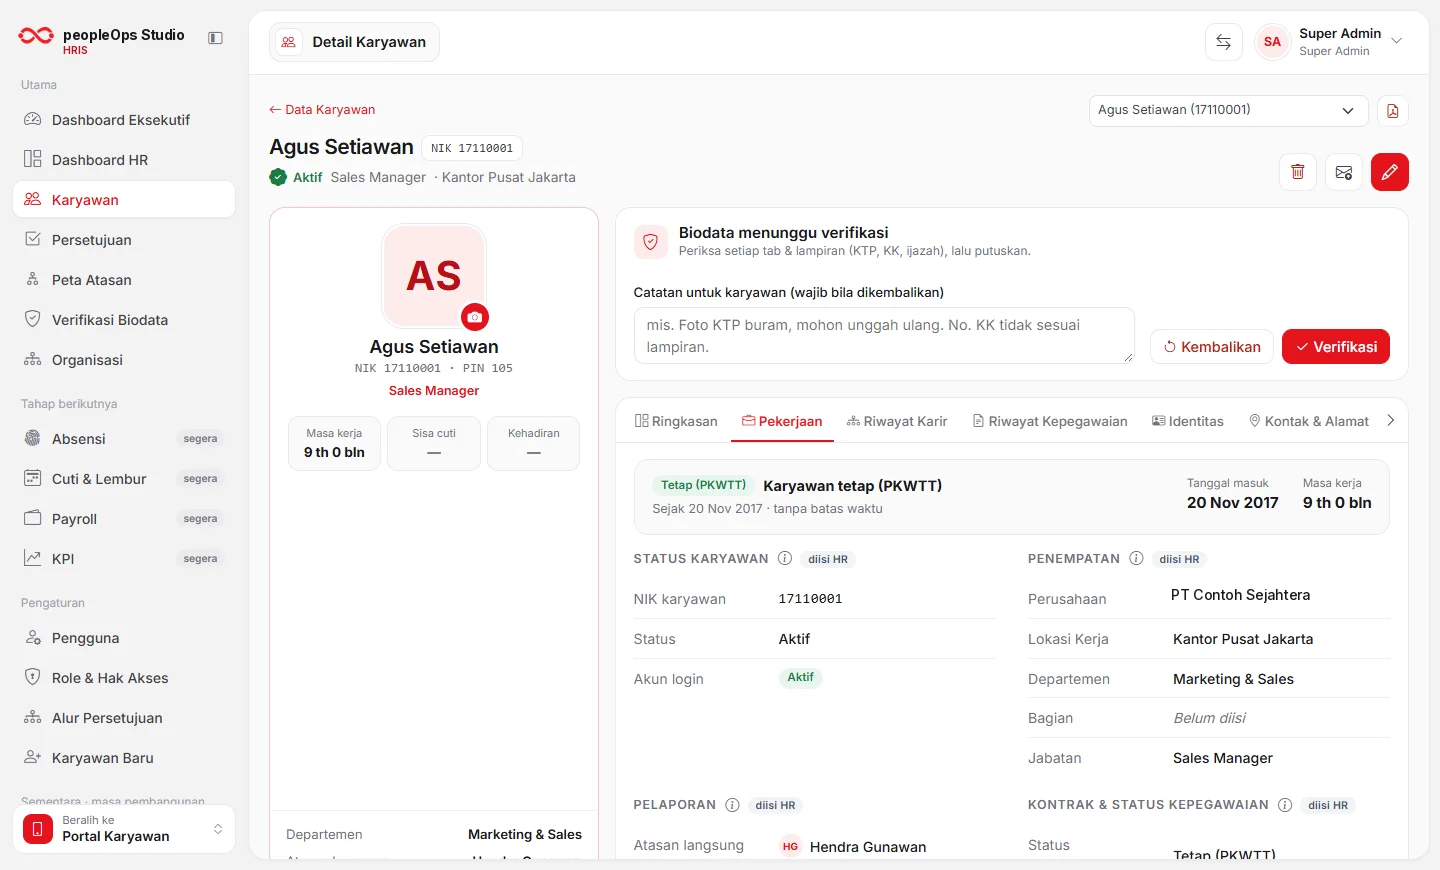 peopleOps Studio
HRIS
Utama
Dashboard Eksekutif
Dashboard HR
Karyawan
Persetujuan
Peta Atasan
Verifikasi Biodata
Organisasi
Tahap berikutnya
Absensi segera
Cuti & Lembur segera
Payroll segera
KPI segera
Pengaturan
Pengguna
Role & Hak Akses
Alur Persetujuan
Karyawan Baru
Sementara · masa pembangunan
Beralih ke
Portal Karyawan
Detail Karyawan
SA
Super Admin
Super Admin
← Data Karyawan
Agus Setiawan (17110001)
Agus Setiawan NIK 17110001
Aktif Sales Manager · Kantor Pusat Jakarta
AS
Agus Setiawan
NIK 17110001 · PIN 105
Sales Manager
Masa kerja
9 th 0 bln
Sisa cuti
—
Kehadiran
—
Departemen Marketing & Sales
Biodata menunggu verifikasi
Periksa setiap tab & lampiran (KTP, KK, ijazah), lalu putuskan.
Catatan untuk karyawan (wajib bila dikembalikan)
mis. Foto KTP buram, mohon unggah ulang. No. KK tidak sesuai
lampiran.
Kembalikan
Verifikasi
Ringkasan Pekerjaan Riwayat Karir Riwayat Kepegawaian Identitas Kontak & Alamat
Tetap (PKWTT) Karyawan tetap (PKWTT)
Sejak 20 Nov 2017 · tanpa batas waktu
Tanggal masuk
20 Nov 2017
Masa kerja
9 th 0 bln
STATUS KARYAWAN diisi HR
NIK karyawan 17110001
Status Aktif
Akun login Aktif
PENEMPATAN diisi HR
Perusahaan PT Contoh Sejahtera
Lokasi Kerja Kantor Pusat Jakarta
Departemen Marketing & Sales
Bagian Belum diisi
Jabatan Sales Manager
PELAPORAN diisi HR
Atasan langsung HG Hendra Gunawan
KONTRAK & STATUS KEPEGAWAIAN diisi HR
Status Tetap (PKWTT)